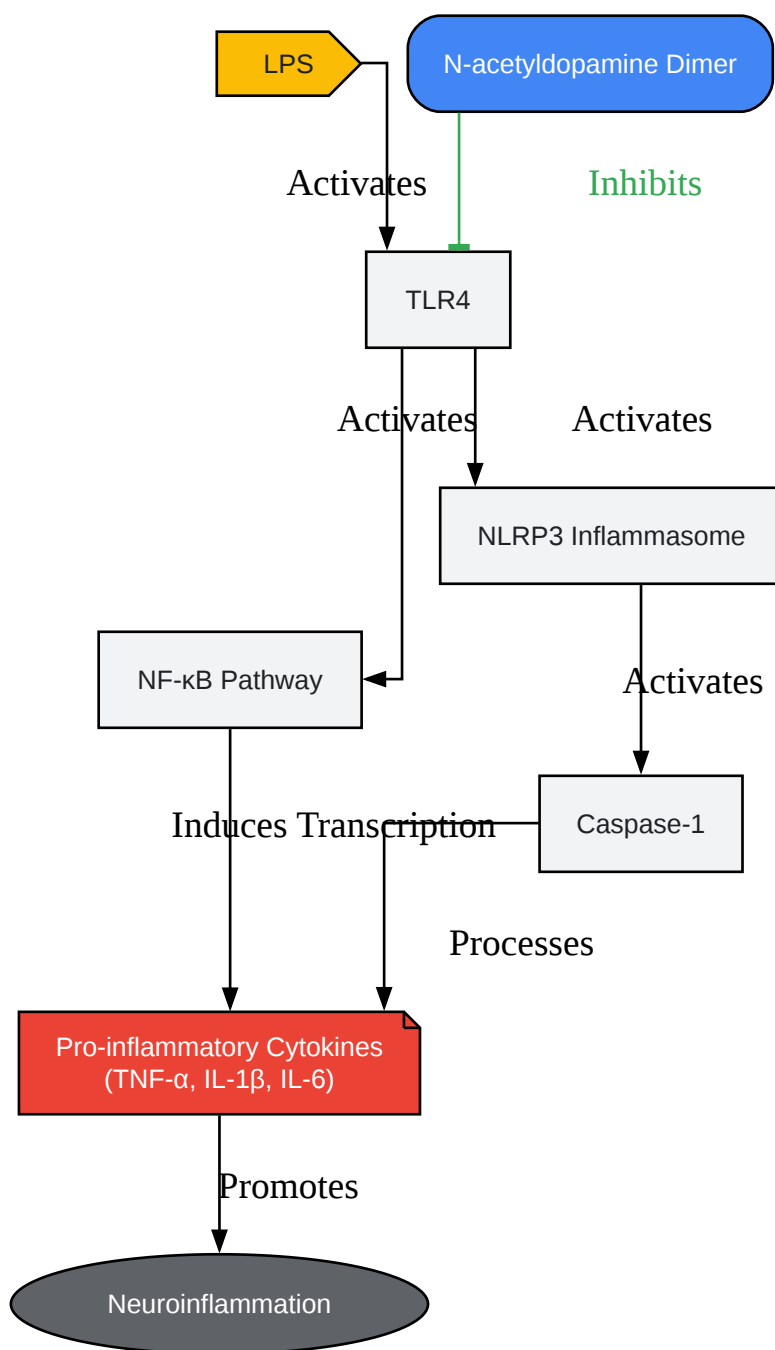 LPS
N-acetyldopamine Dimer
Activates
Inhibits
TLR4
Activates
Activates
NLRP3 Inflammasome
NF-κB Pathway
Activates
Induces Transcription
Caspase-1
Processes
Pro-inflammatory Cytokines
(TNF-α, IL-1β, IL-6)
Promotes
Neuroinflammation